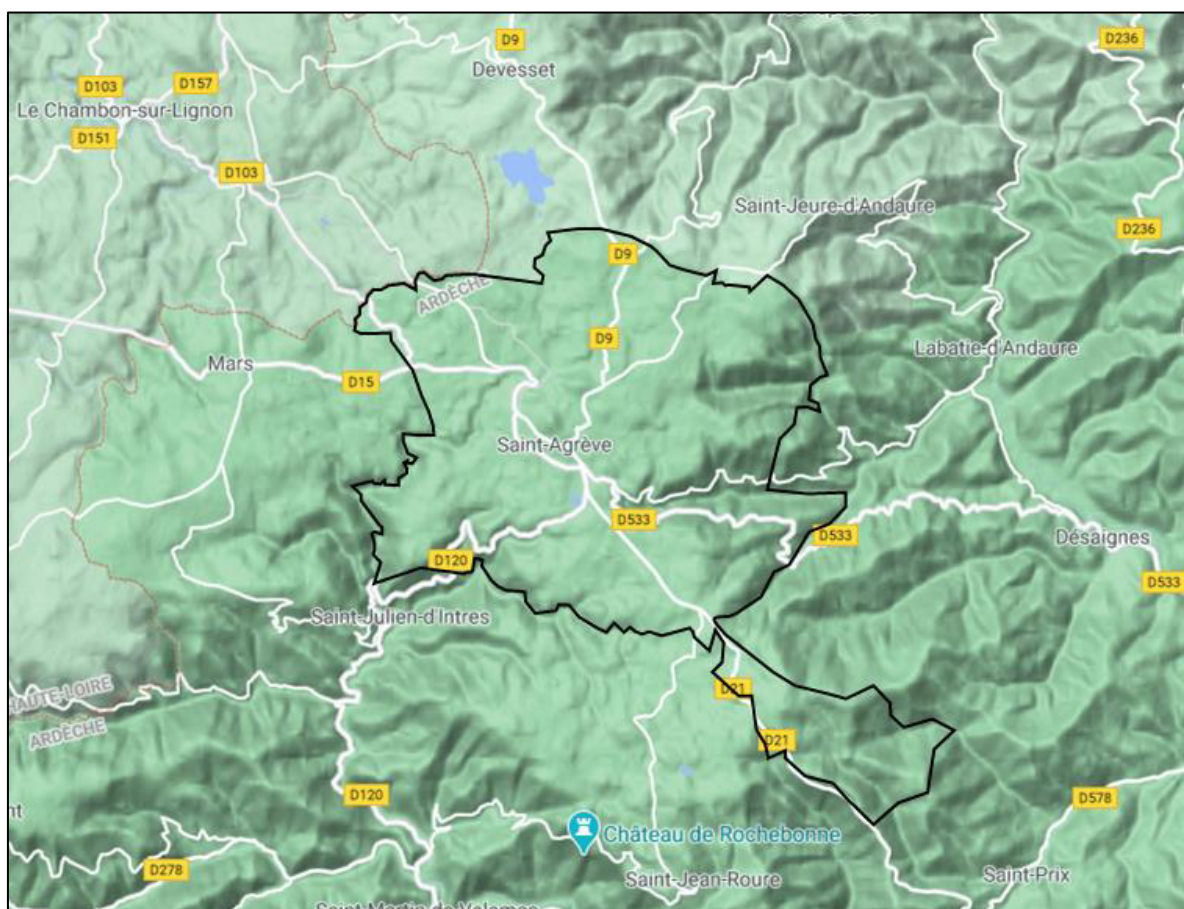 D9
D236
Devesset
D103
D157
Le Chambon-sur-Lignon
D151
D103
Saint-Jeure-d'Andaure
D236
D9
ARDÈCHE
D9
Labatie-d'Andaure
Mars
D15
Saint-Agrève
D533
D533
Désaignes
D120
D533
Saint-Julien-d'Intres
HAUTE-LOIRE
ARDÈCHE
D21
D21
D120
D578
Château de Rochebonne
D278
Saint-Jean-Roure
Saint-Prix